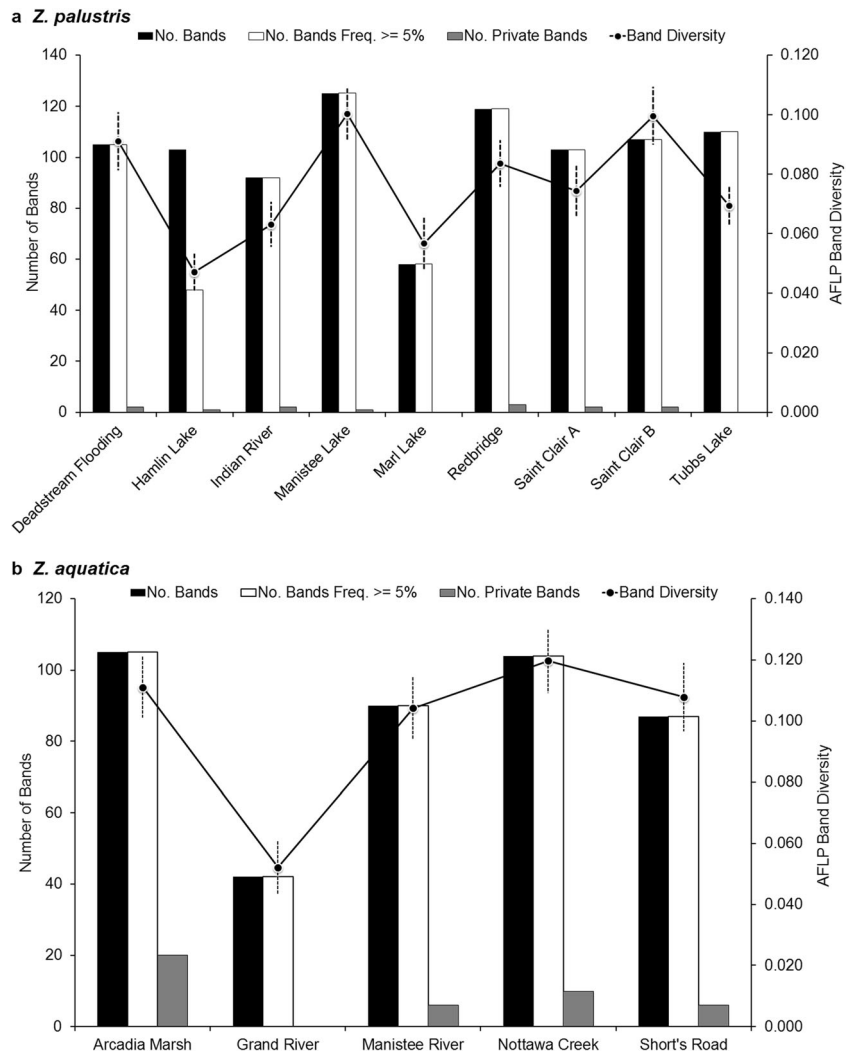 a Z. palustris
No. Bands No. Bands Freq. >= 5% No. Private Bands Band Diversity
140
120
100
80
60
40
20
0
Number of Bands
0.120
0.100
0.080
0.060
0.040
0.020
0.000
AFLP Band Diversity
Deadstream Flooding
Hamlin Lake
Indian River
Manistee Lake
Marl Lake
Redbridge
Saint Clair A
Saint Clair B
Tubbs Lake
b Z. aquatica
No. Bands No. Bands Freq. >= 5% No. Private Bands Band Diversity
120
100
80
60
40
20
0
Number of Bands
0.140
0.120
0.100
0.080
0.060
0.040
0.020
0.000
AFLP Band Diversity
Arcadia Marsh Grand River Manistee River Nottawa Creek Short's Road